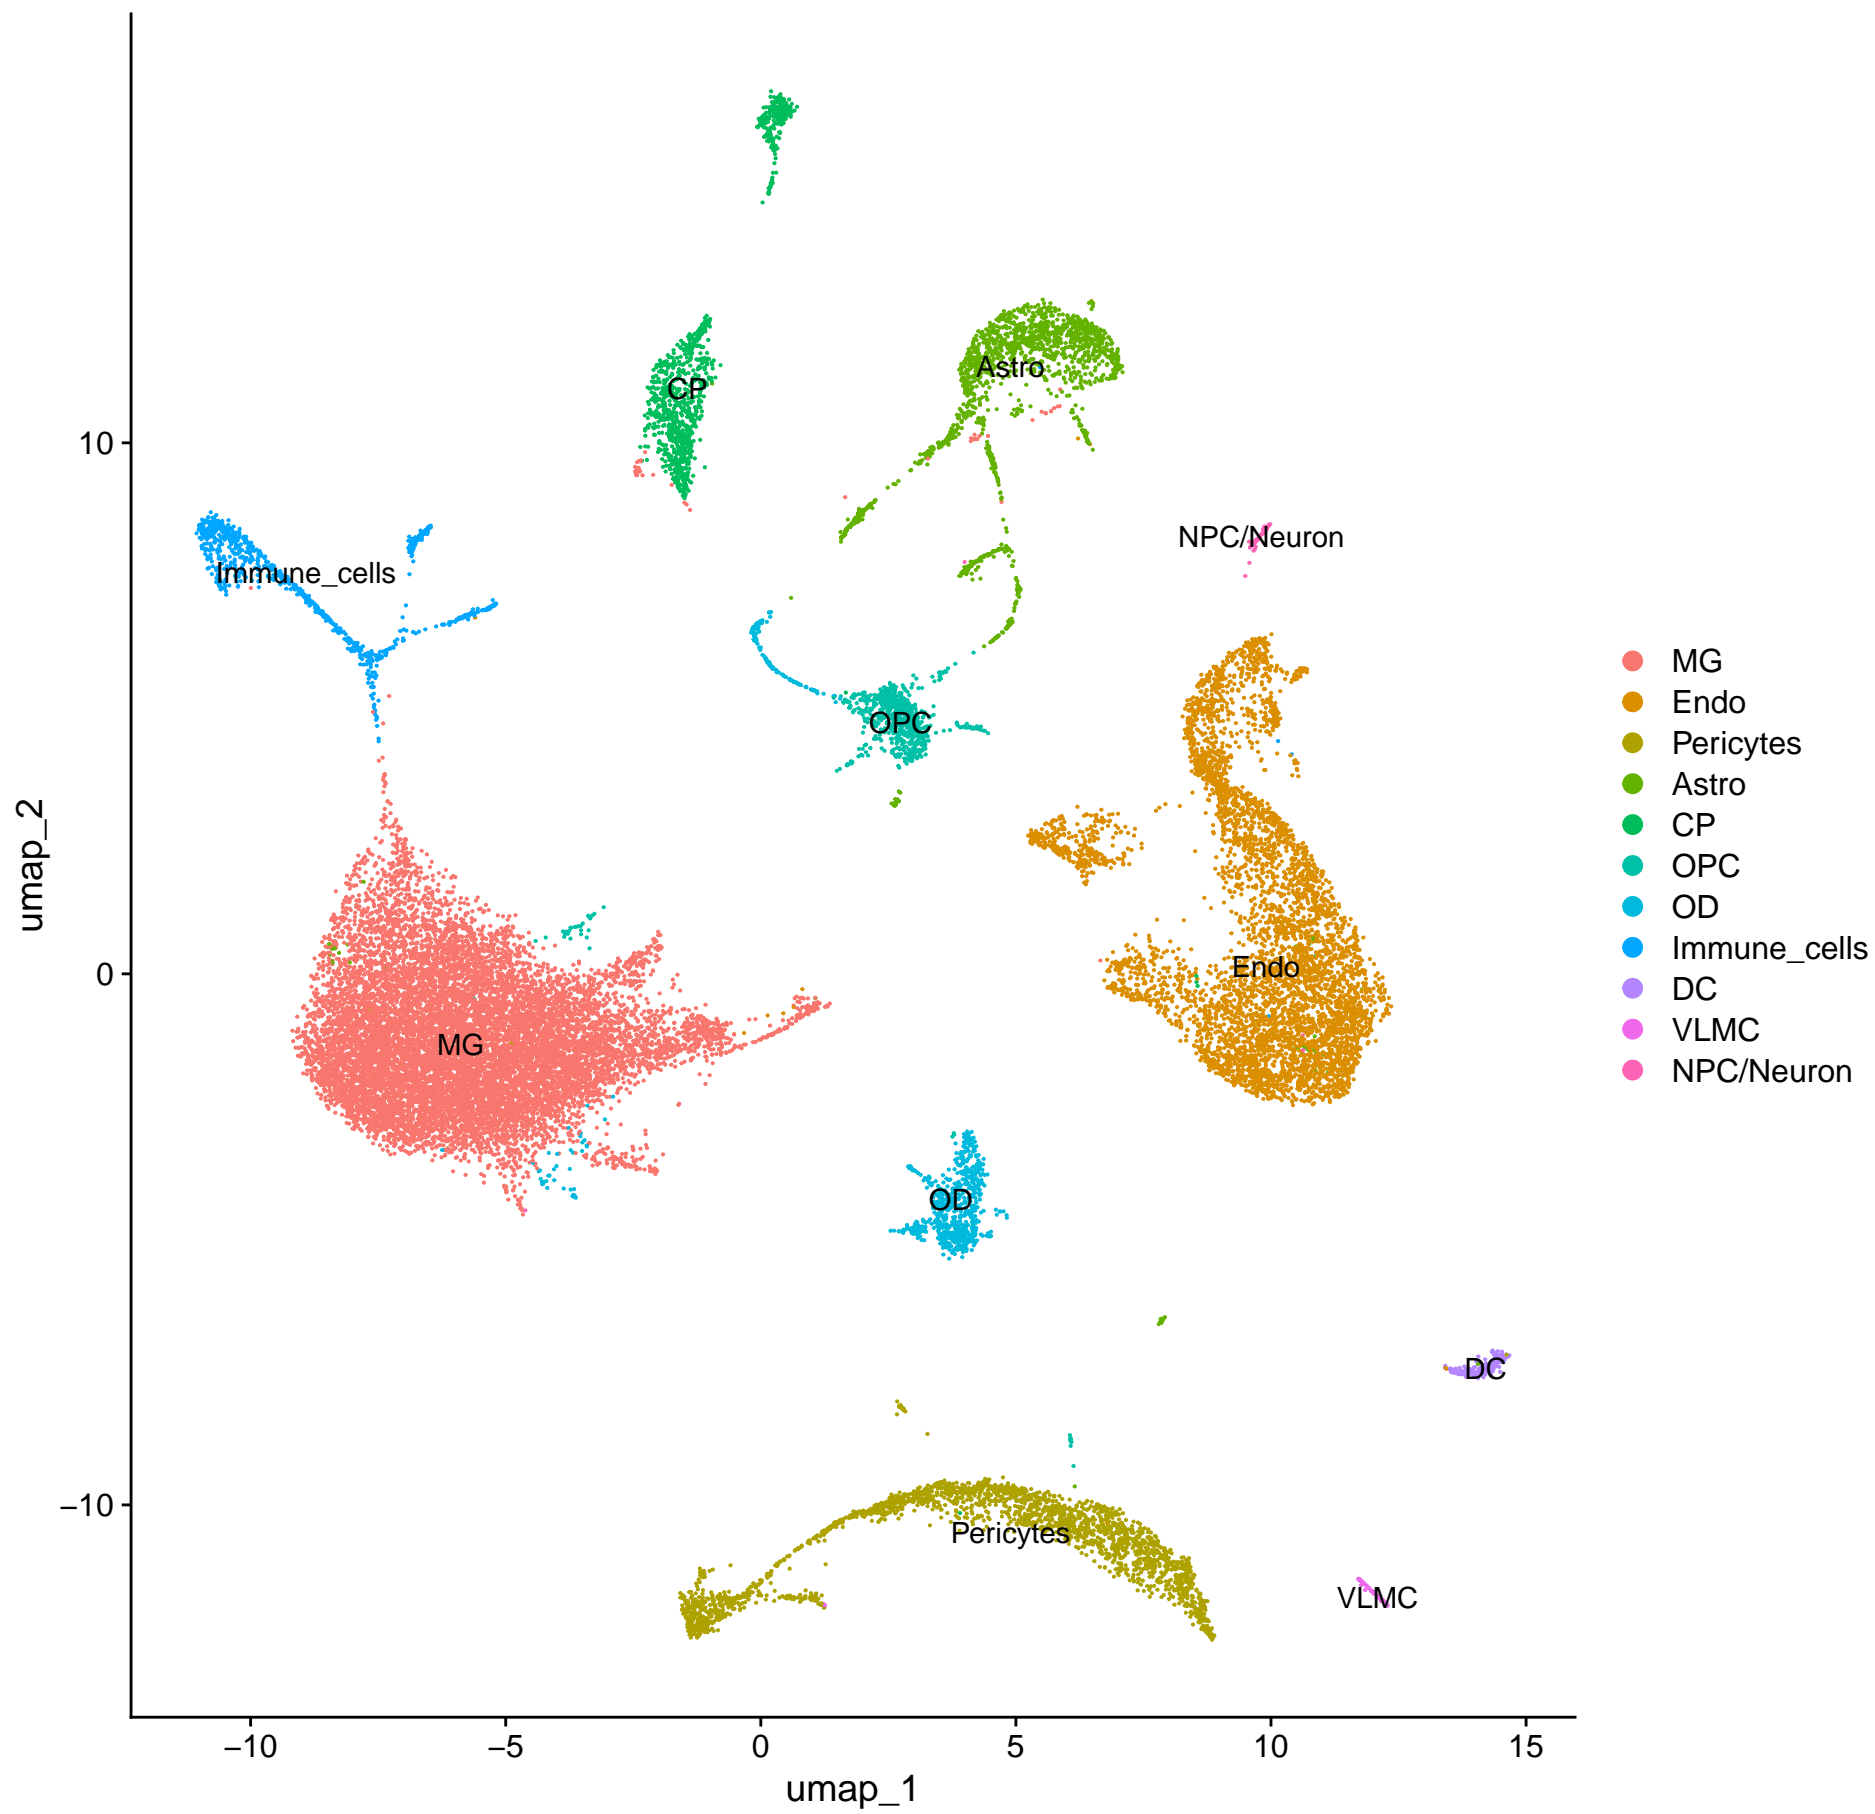 umap_2
10
0
−10
CP
Astro
Immune_cells
NPC/Neuron
OPC
Endo
MG
OD
DC
Pericytes
VLMC
−10
−5
0
5
10
15
umap_1
MG
Endo
Pericytes
Astro
CP
OPC
OD
Immune_cells
DC
VLMC
NPC/Neuron